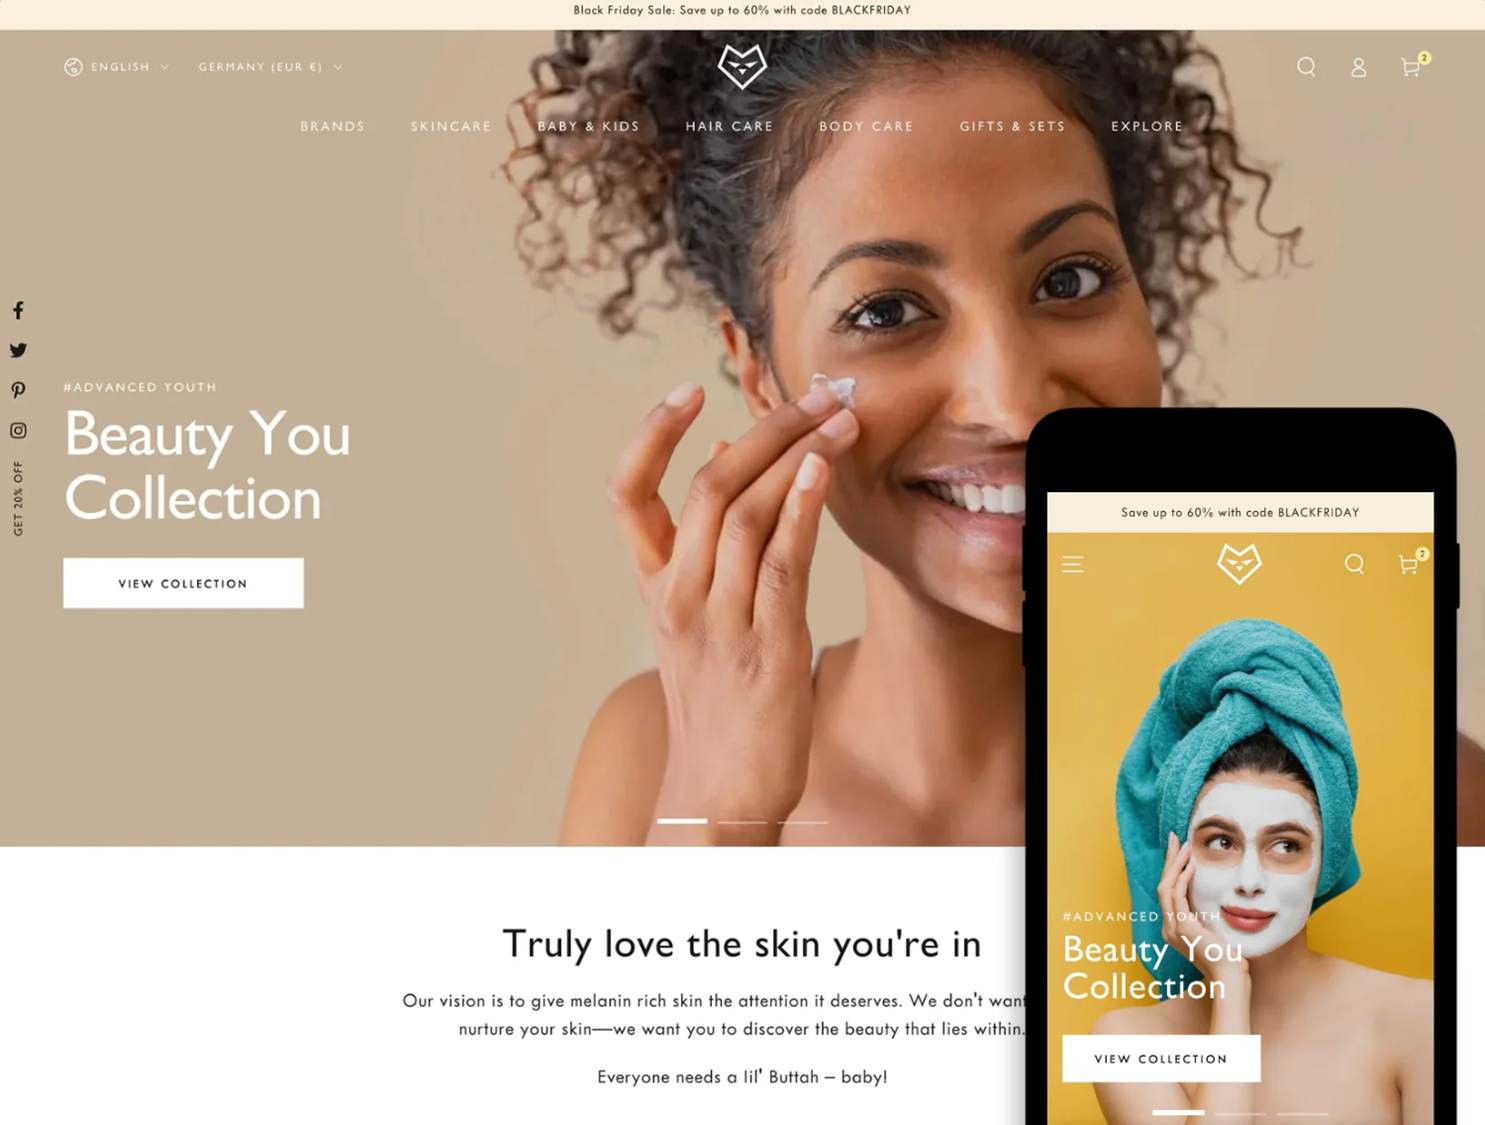 Black Friday Sale: Save up to 60% with code BLACKFRIDAY
ENGLISH
GERMANY (EUR €)
2
BRANDS
SKINCARE
BABY & KIDS
HAIR CARE
BODY CARE
GIFTS & SETS
EXPLORE
#ADVANCED YOUTH
Beauty You
Collection
VIEW COLLECTION
GET 20% OFF
Truly love the skin you're in
Our vision is to give melanin rich skin the attention it deserves. We don't want
nurture your skin—we want you to discover the beauty that lies within.
Everyone needs a lil' Buttah – baby!
Save up to 60% with code BLACKFRIDAY
2
#ADVANCED YOUTH
Beauty You
Collection
VIEW COLLECTION